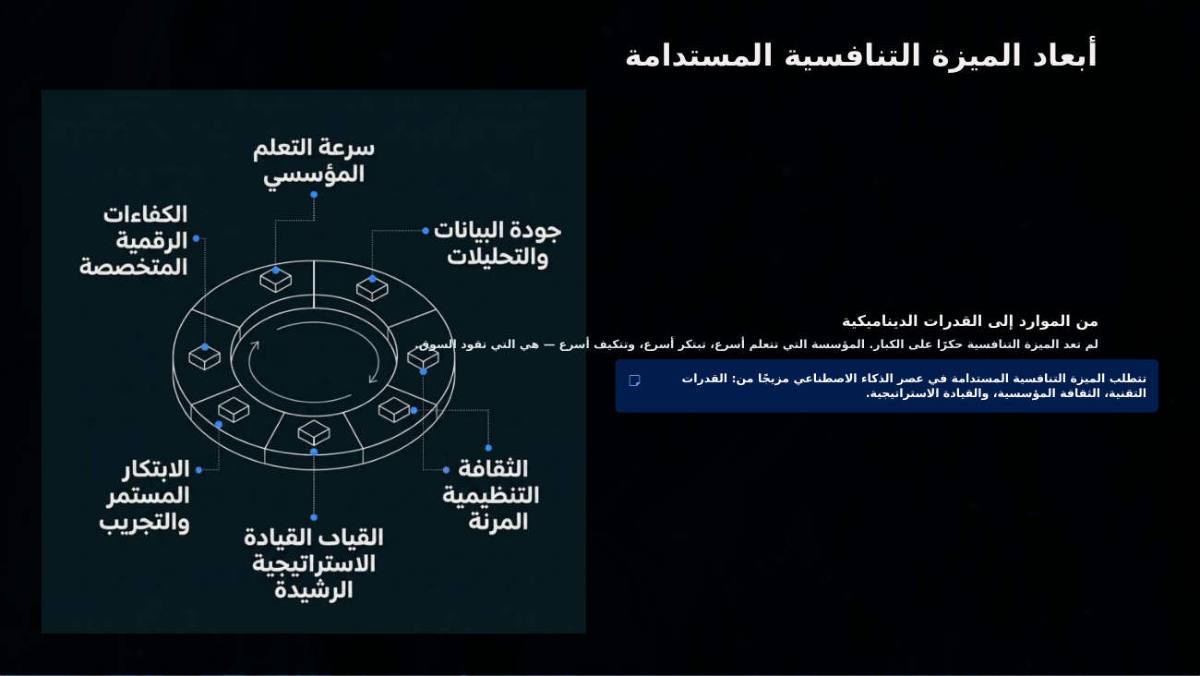 أبعاد الميزة التنافسية المستدامة
من الموارد إلى القدرات الديناميكية
لم تعد الميزة التنافسية حكرًا على الكبار. المؤسسة التي تتعلم أسرع، تبتكر أسرع، وتتكيف أسرع — هي التي تقود السوق.
تتطلب الميزة التنافسية المستدامة في عصر الذكاء الاصطناعي مزيجًا من: القدرات
التقنية، الثقافة المؤسسية، والقيادة الاستراتيجية.
سرعة التعلم
المؤسسي
جودة البيانات
والتحليلات
الكفاءات
الرقمية
المتخصصة
الثقافة
التنظيمية
المرنة
الابتكار
المستمر
والتجريب
القيادة
الاستراتيجية
الرشيدة